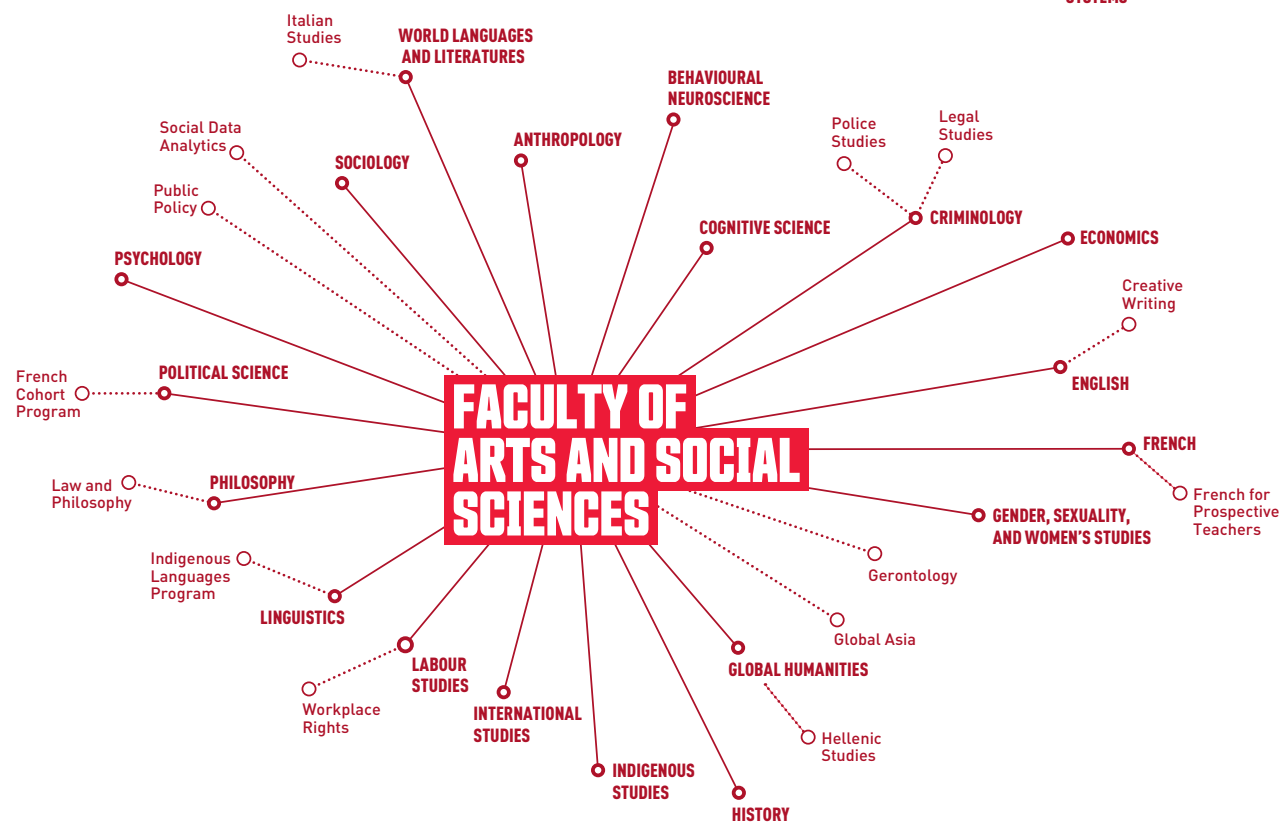 SYSTEMS
Italian
Studies
WORLD LANGUAGES
AND LITERATURES
BEHAVIOURAL
NEUROSCIENCE
Social Data
Analytics
SOCIOLOGY
ANTHROPOLOGY
Police
Studies
Legal
Studies
Public
Policy
COGNITIVE SCIENCE
CRIMINOLOGY
ECONOMICS
PSYCHOLOGY
Creative
Writing
French
Cohort
Program
POLITICAL SCIENCE
ENGLISH
FACULTY OF
ARTS AND SOCIAL
SCIENCES
FRENCH
French for
Prospective
Teachers
Law and
Philosophy
PHILOSOPHY
GENDER, SEXUALITY,
AND WOMEN'S STUDIES
Indigenous
Languages
Program
Gerontology
LINGUISTICS
Global Asia
LABOUR
STUDIES
GLOBAL HUMANITIES
Workplace
Rights
INTERNATIONAL
STUDIES
Hellenic
Studies
INDIGENOUS
STUDIES
HISTORY